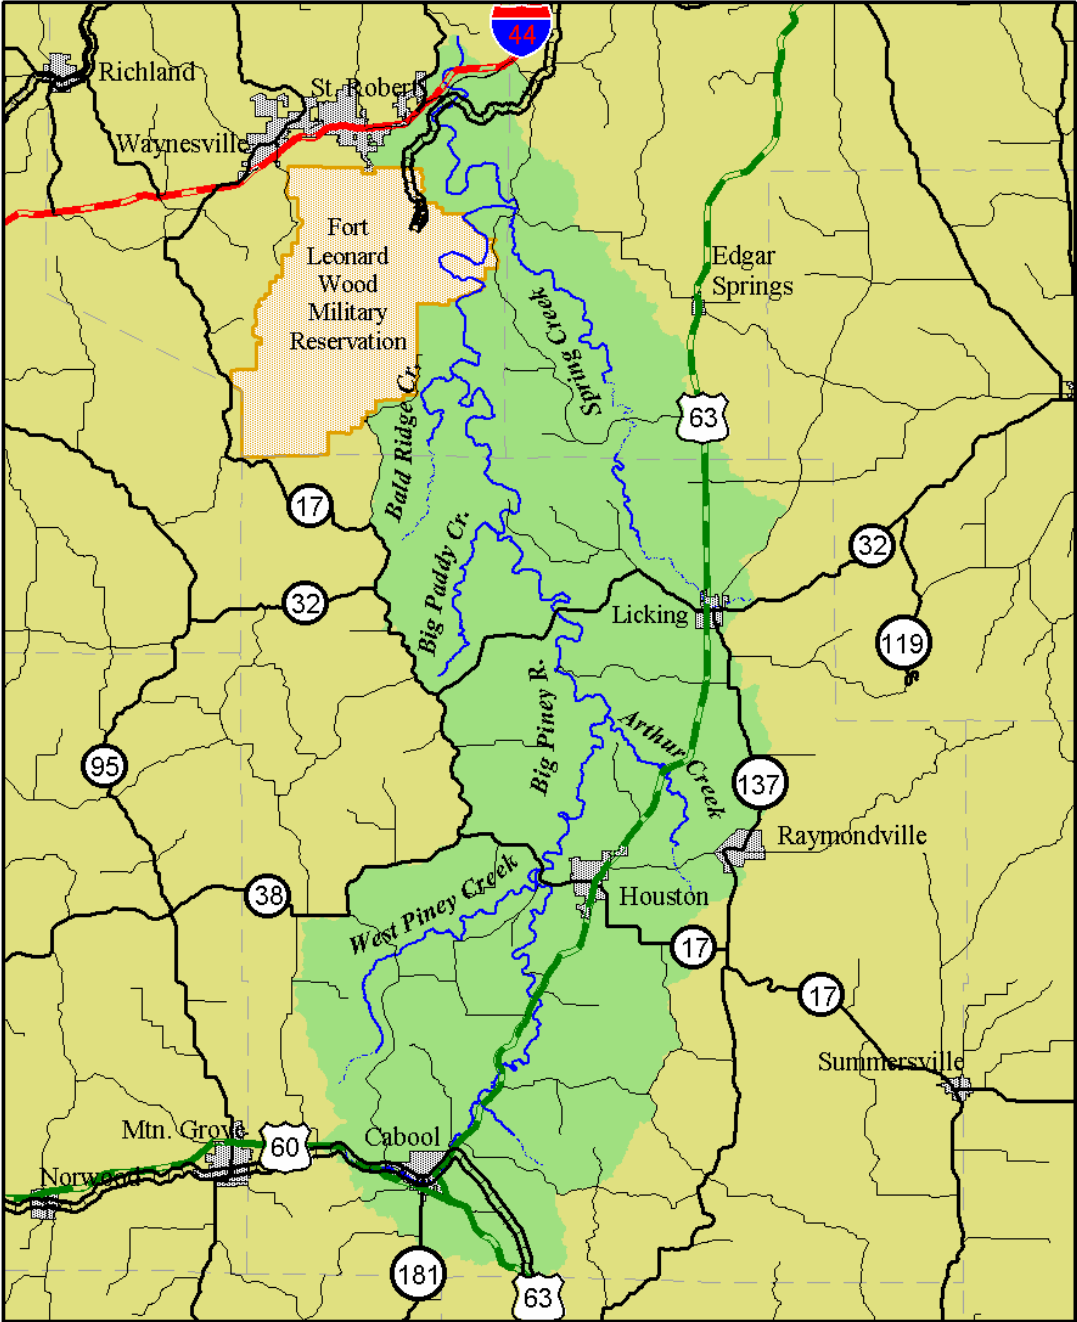 44
Richland
St. Robert
Waynesville
Fort
Leonard
Wood
Military
Reservation
Edgar
Springs
Spring Creek
63
Bald Ridge Cr.
17
Big Paddy Cr.
32
32
Licking
119
Big Piney R.
Arthur Creek
95
137
Raymondville
West Piney Creek
38
Houston
17
17
Summersville
Mtn. Grove
60
Cabool
Norwood
181
63